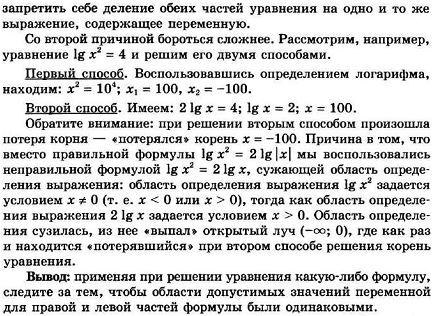 запретить себе деление обеих частей уравнения на одно и то же
выражение, содержащее переменную.
Со второй причиной бороться сложнее. Рассмотрим, например,
уравнение lg x² = 4 и решим его двумя способами.
Первый способ. Воспользовавшись определением логарифма,
находим: x² = 10⁴; x₁ = 100, x₂ = −100.
Второй способ. Имеем: 2 lg x = 4; lg x = 2; x = 100.
Обратите внимание: при решении вторым способом произошла
потеря корня — «потерялся» корень x = −100. Причина в том, что
вместо правильной формулы lg x² = 2 lg |x| мы воспользовались
неправильной формулой lg x² = 2 lg x, сужающей область опреде-
ления выражения: область определения выражения lg x² задается
условием x ≠ 0 (т. е. x < 0 или x > 0), тогда как область определе-
ния выражения 2 lg x задается условием x > 0. Область определе-
ния сузилась, из нее «выпал» открытый луч (−∞; 0), где как раз
и находится «потерявшийся» при втором способе решения корень
уравнения.
Вывод: применяя при решении уравнения какую-либо формулу,
следите за тем, чтобы области допустимых значений переменной
для правой и левой частей формулы были одинаковыми.